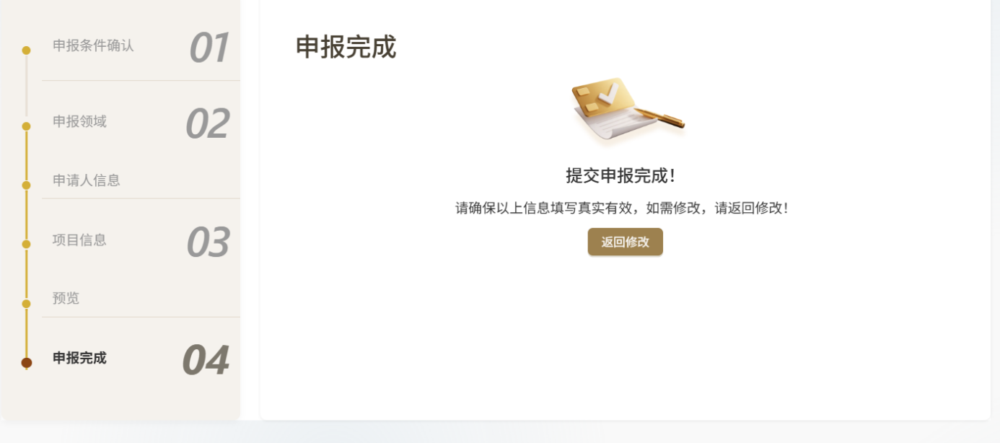 申报条件确认 01
申报领域 02
申请人信息
项目信息 03
预览
申报完成 04
申报完成
提交申报完成！
请确保以上信息填写真实有效，如需修改，请返回修改！
返回修改